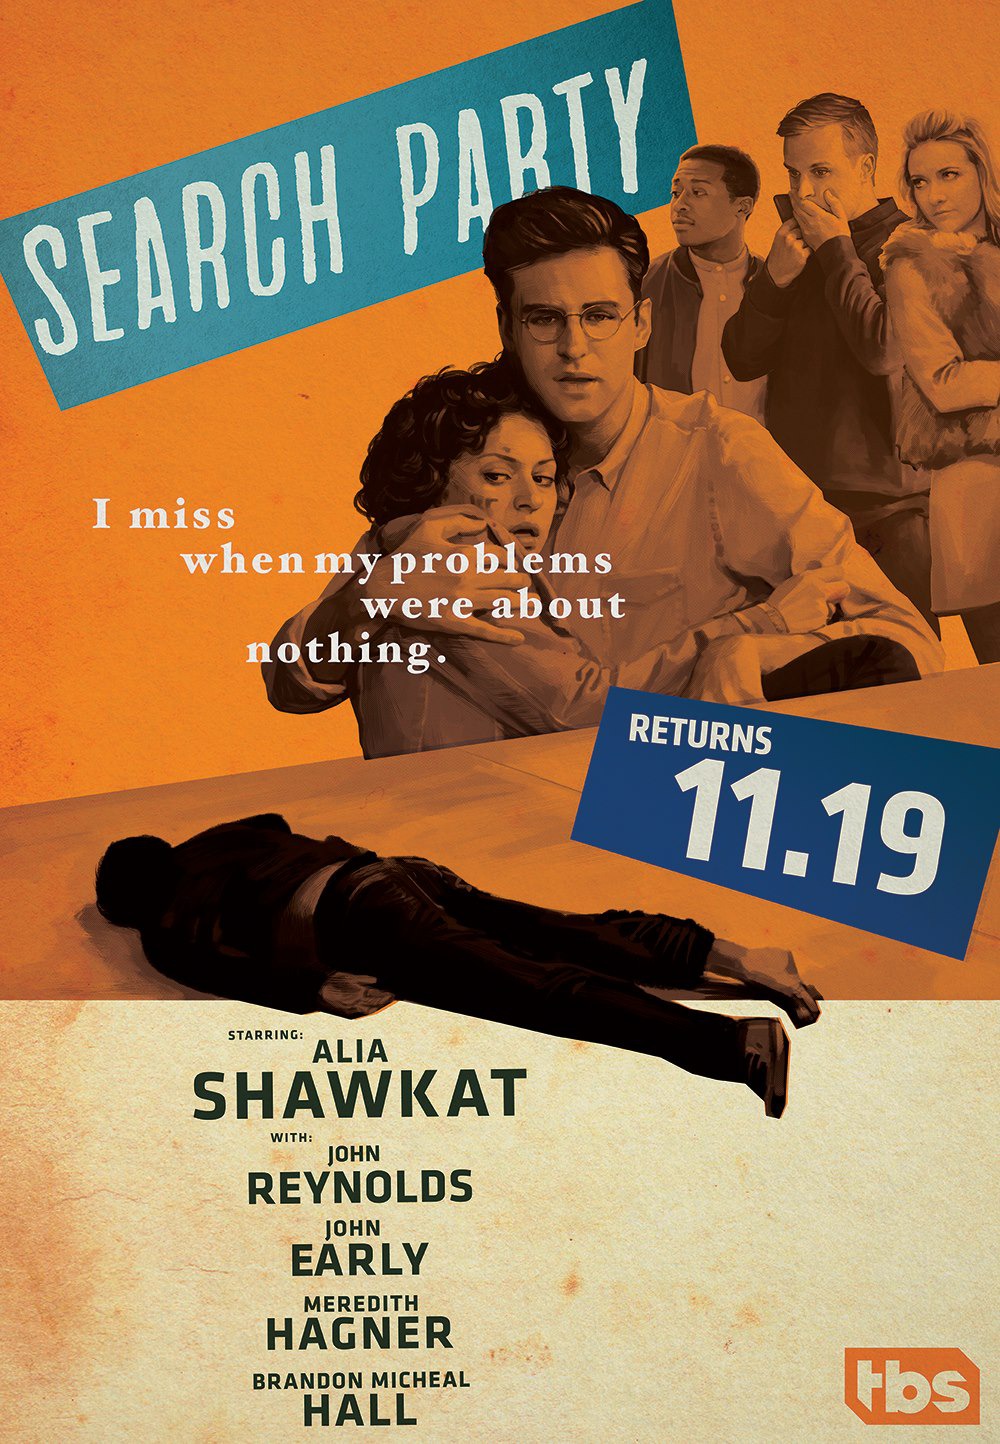 SEARCH PARTY
I miss
when my problems
were about
nothing.
RETURNS
11.19
STARRING:
ALIA
SHAWKAT
WITH:
JOHN
REYNOLDS
JOHN
EARLY
MEREDITH
HAGNER
BRANDON MICHEAL
HALL
tbs